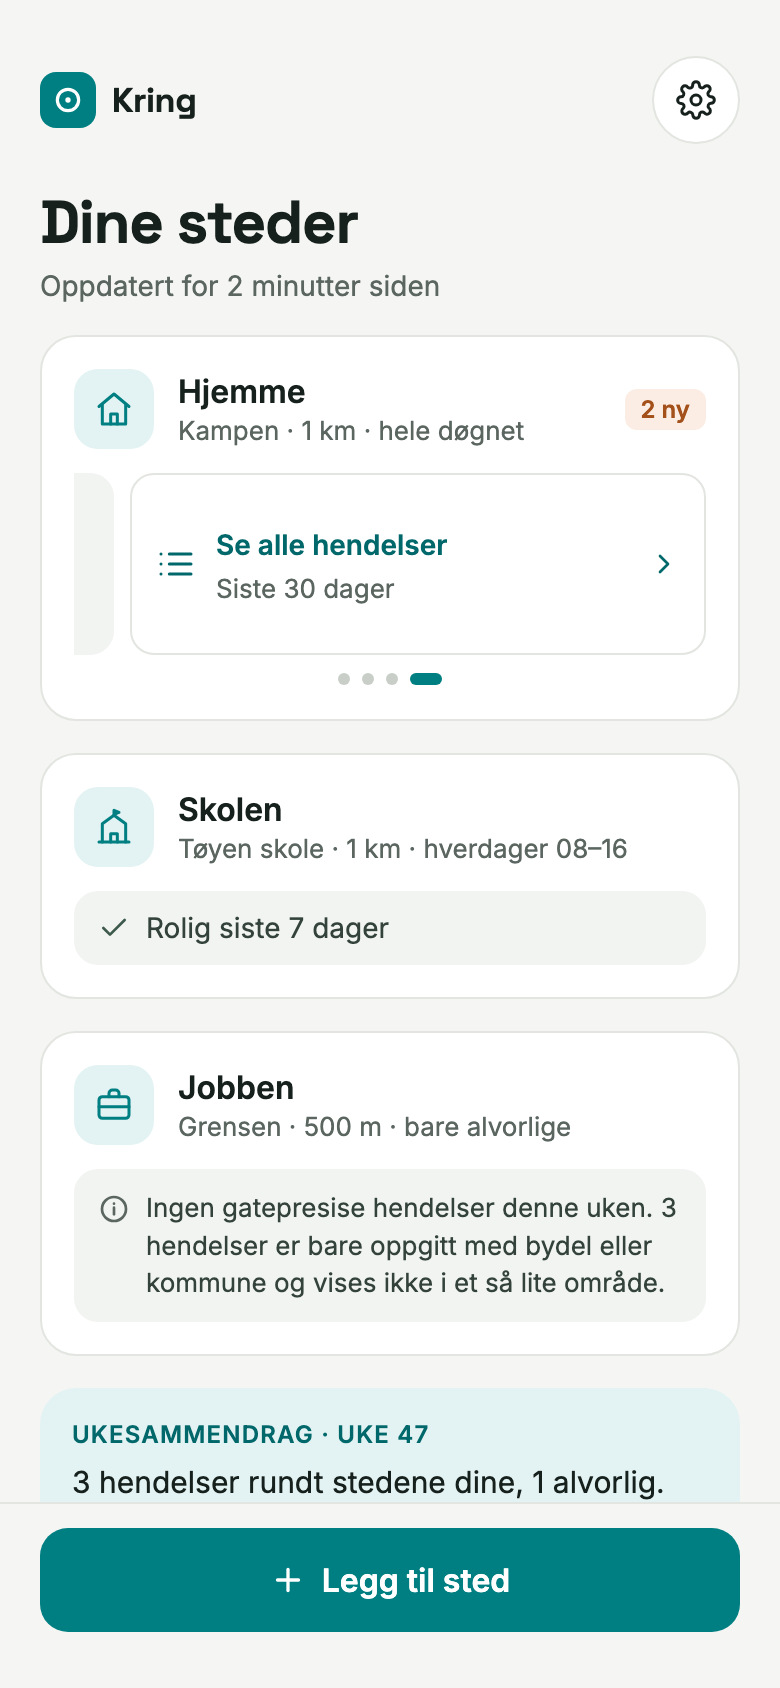 Kring
Dine steder
Oppdatert for 2 minutter siden
Hjemme
Kampen · 1 km · hele døgnet
2 ny
Se alle hendelser
Siste 30 dager
Skolen
Tøyen skole · 1 km · hverdager 08–16
Rolig siste 7 dager
Jobben
Grensen · 500 m · bare alvorlige
Ingen gatepresise hendelser denne uken. 3
hendelser er bare oppgitt med bydel eller
kommune og vises ikke i et så lite område.
UKESAMMENDRAG · UKE 47
3 hendelser rundt stedene dine, 1 alvorlig.
Legg til sted